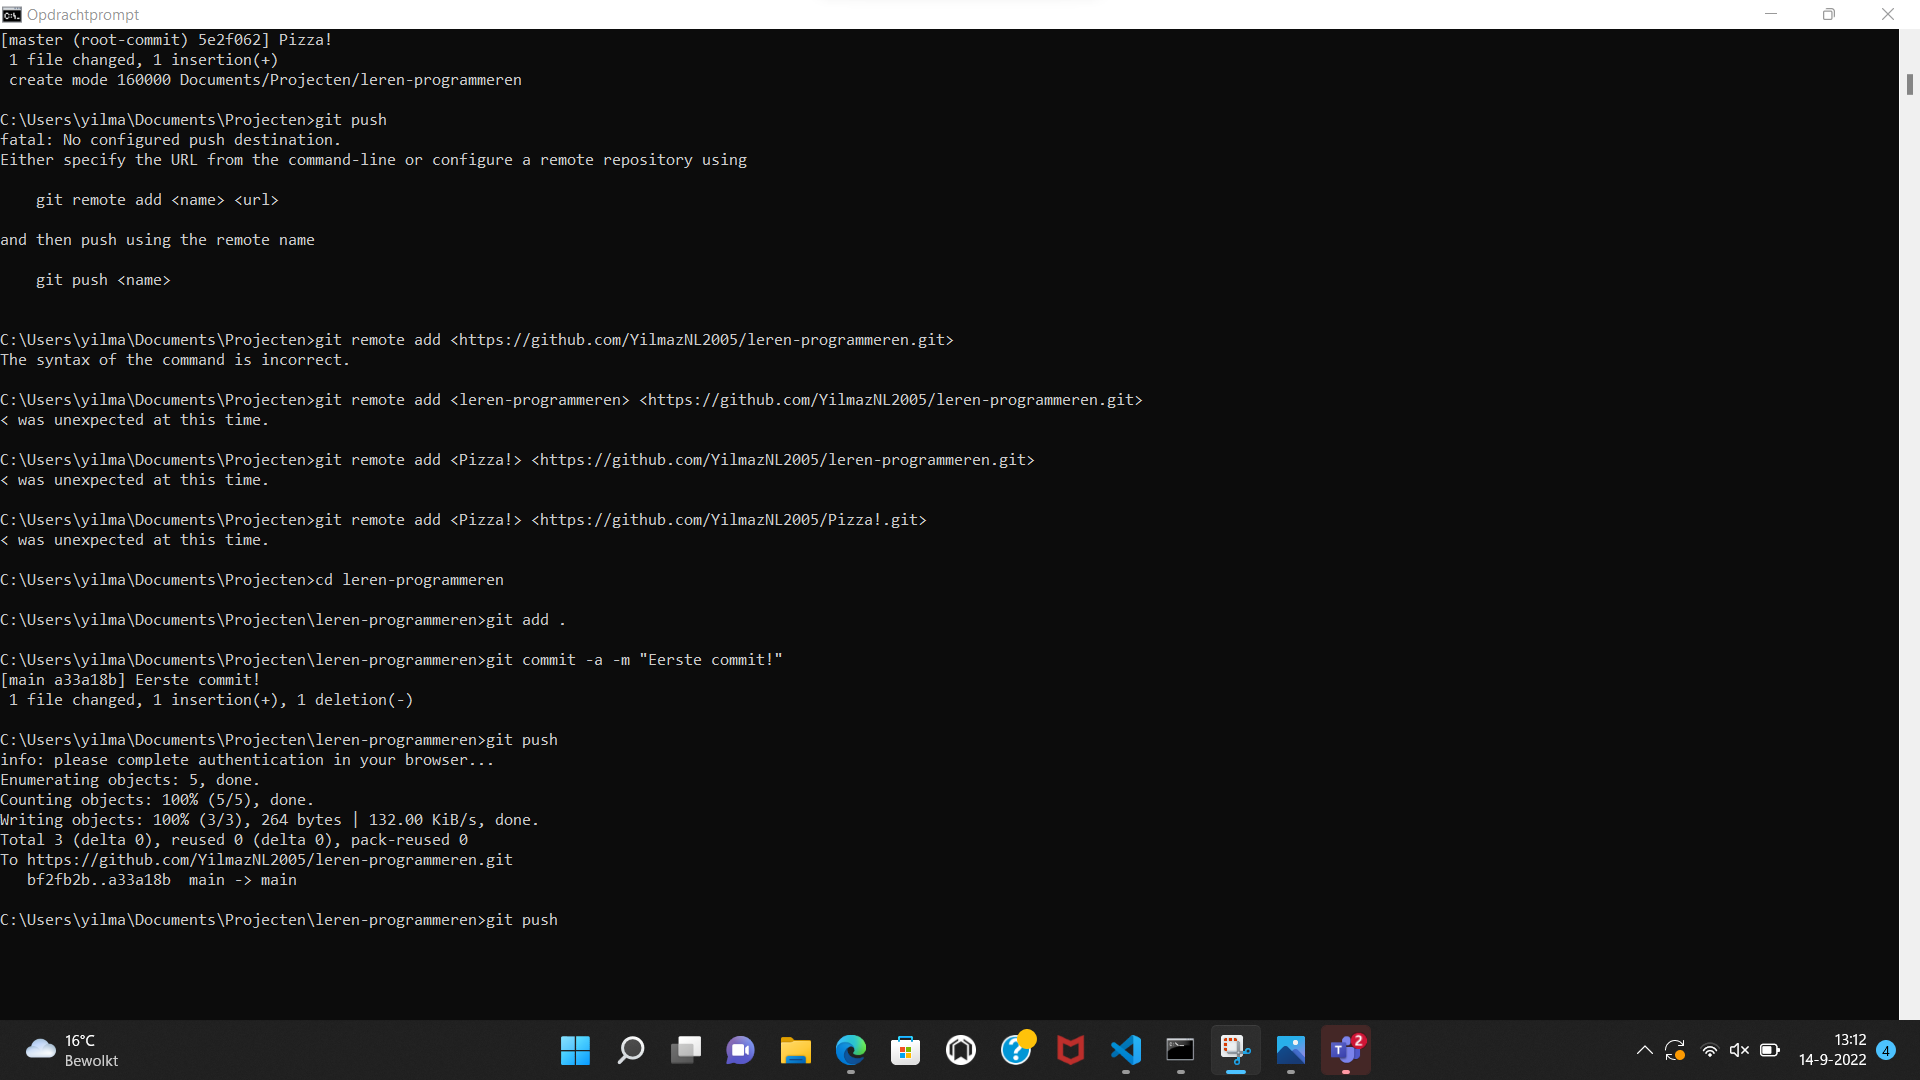 Opdrachtprompt
[master (root-commit) 5e2f062] Pizza!
 1 file changed, 1 insertion(+)
 create mode 160000 Documents/Projecten/leren-programmeren

C:\Users\yilma\Documents\Projecten>git push
fatal: No configured push destination.
Either specify the URL from the command-line or configure a remote repository using

    git remote add <name> <url>

and then push using the remote name

    git push <name>


C:\Users\yilma\Documents\Projecten>git remote add <https://github.com/YilmazNL2005/leren-programmeren.git>
The syntax of the command is incorrect.

C:\Users\yilma\Documents\Projecten>git remote add <leren-programmeren> <https://github.com/YilmazNL2005/leren-programmeren.git>
< was unexpected at this time.

C:\Users\yilma\Documents\Projecten>git remote add <Pizza!> <https://github.com/YilmazNL2005/leren-programmeren.git>
< was unexpected at this time.

C:\Users\yilma\Documents\Projecten>git remote add <Pizza!> <https://github.com/YilmazNL2005/Pizza!.git>
< was unexpected at this time.

C:\Users\yilma\Documents\Projecten>cd leren-programmeren

C:\Users\yilma\Documents\Projecten\leren-programmeren>git add .

C:\Users\yilma\Documents\Projecten\leren-programmeren>git commit -a -m "Eerste commit!"
[main a33a18b] Eerste commit!
 1 file changed, 1 insertion(+), 1 deletion(-)

C:\Users\yilma\Documents\Projecten\leren-programmeren>git push
info: please complete authentication in your browser...
Enumerating objects: 5, done.
Counting objects: 100% (5/5), done.
Writing objects: 100% (3/3), 264 bytes | 132.00 KiB/s, done.
Total 3 (delta 0), reused 0 (delta 0), pack-reused 0
To https://github.com/YilmazNL2005/leren-programmeren.git
   bf2fb2b..a33a18b  main -> main

C:\Users\yilma\Documents\Projecten\leren-programmeren>git push
16°C
Bewolkt
2
13:12
14-9-2022
4